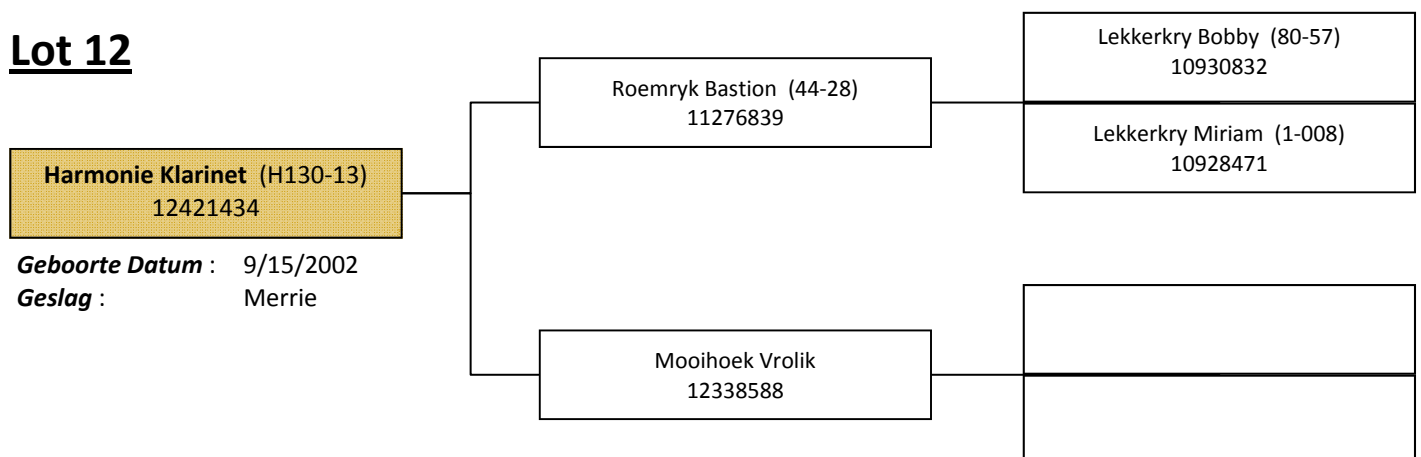 Lot 12
Harmonie Klarinet (H130-13)
12421434
Geboorte Datum : 9/15/2002
Geslag : Merrie
Roemryk Bastion (44-28)
11276839
Mooihoek Vrolik
12338588
Lekkerkry Bobby (80-57)
10930832
Lekkerkry Miriam (1-008)
10928471